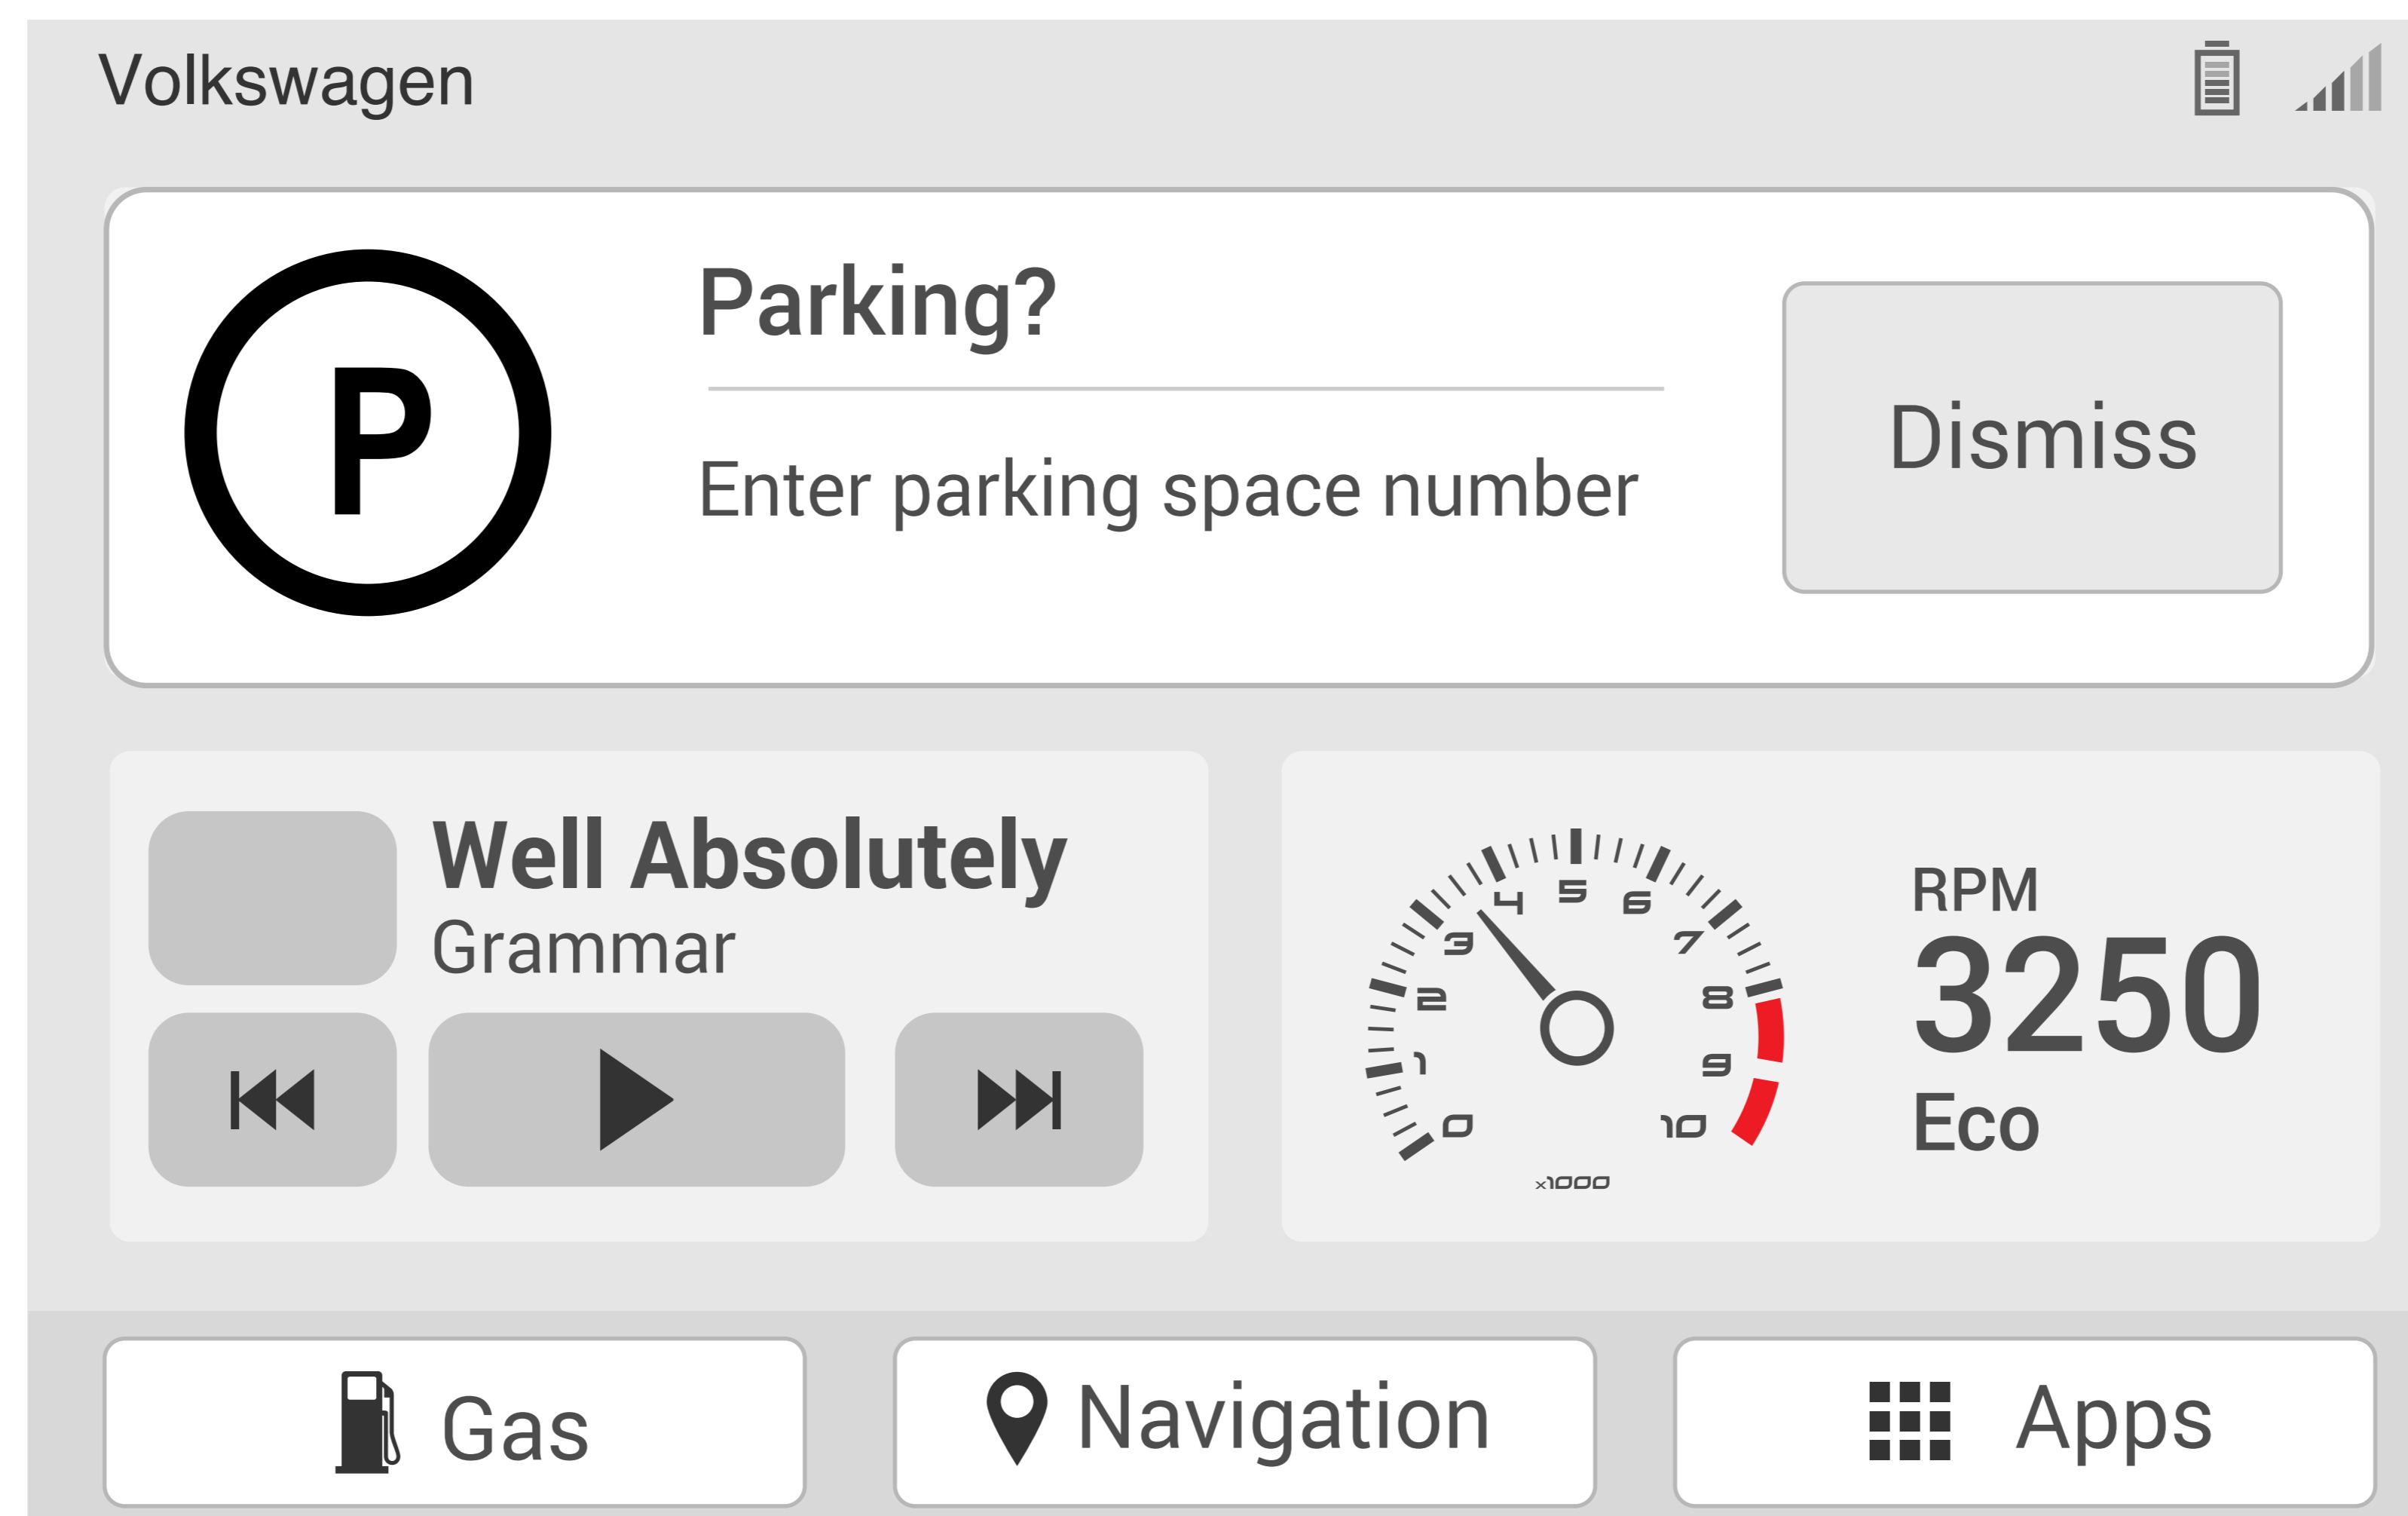 Volkswagen
P
Parking?
Enter parking space number
Dismiss
Well Absolutely
Grammar
0
1
2
3
4
5
6
7
8
9
10
x1000
RPM
3250
Eco
Gas
Navigation
Apps